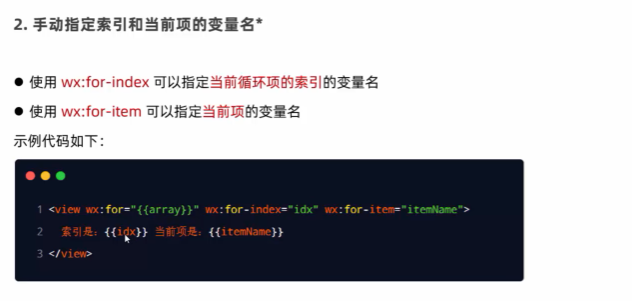 2. 手动指定索引和当前项的变量名*
● 使用 wx:for-index 可以指定当前循环项的索引的变量名
● 使用 wx:for-item 可以指定当前项的变量名
示例代码如下：
1 <view wx:for="{{array}}" wx:for-index="idx" wx:for-item="itemName">
2 索引是：{{idx}} 当前项是：{{itemName}}
3 </view>